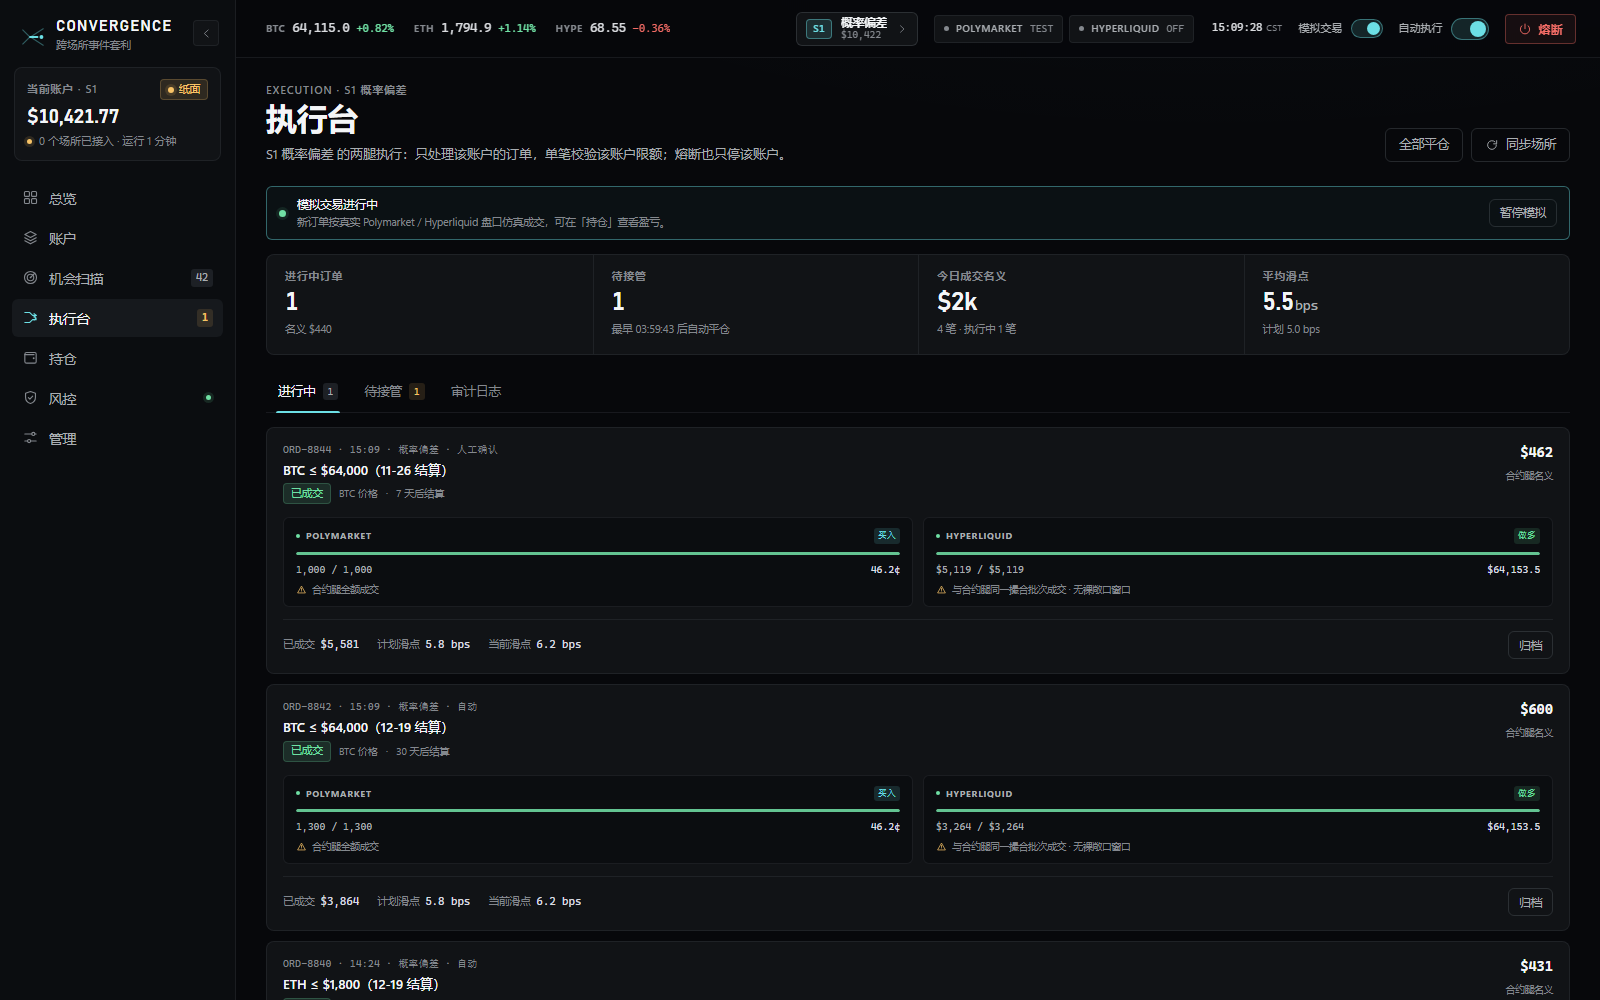 CONVERGENCE
跨场所事件套利
BTC 64,115.0 +0.82% ETH 1,794.9 +1.14% HYPE 68.55 −0.36%
S1 概率偏差 $10,422
POLYMARKET TEST
HYPERLIQUID OFF
15:09:28 CST
模拟交易
自动执行
熔断
当前账户 · S1
纸面
$10,421.77
0 个场所已接入 · 运行 1 分钟
总览
账户
机会扫描 42
执行台 1
持仓
风控
管理
EXECUTION · S1 概率偏差
执行台
S1 概率偏差 的两腿执行：只处理该账户的订单，单笔校验该账户限额；熔断也只停该账户。
全部平仓
同步场所
模拟交易进行中
新订单按真实 Polymarket / Hyperliquid 盘口仿真成交，可在「持仓」查看盈亏。
暂停模拟
进行中订单
1
名义 $440
待接管
1
最早 03:59:43 后自动平仓
今日成交名义
$2k
4 笔 · 执行中 1 笔
平均滑点
5.5 bps
计划 5.0 bps
进行中 1
待接管 1
审计日志
ORD-8844 · 15:09 · 概率偏差 · 人工确认
BTC ≤ $64,000（11-26 结算）
已成交 BTC 价格 · 7 天后结算
$462
合约腿名义
POLYMARKET 买入
1,000 / 1,000 46.2¢
⚠ 合约腿全额成交
HYPERLIQUID 做多
$5,119 / $5,119 $64,153.5
⚠ 与合约腿同一撮合批次成交 · 无裸敞口窗口
已成交 $5,581 计划滑点 5.8 bps 当前滑点 6.2 bps
归档
ORD-8842 · 15:09 · 概率偏差 · 自动
BTC ≤ $64,000（12-19 结算）
已成交 BTC 价格 · 30 天后结算
$600
合约腿名义
POLYMARKET 买入
1,300 / 1,300 46.2¢
⚠ 合约腿全额成交
HYPERLIQUID 做多
$3,264 / $3,264 $64,153.5
⚠ 与合约腿同一撮合批次成交 · 无裸敞口窗口
已成交 $3,864 计划滑点 5.8 bps 当前滑点 6.2 bps
归档
ORD-8840 · 14:24 · 概率偏差 · 自动
ETH ≤ $1,800（12-19 结算）
$431
合约腿名义